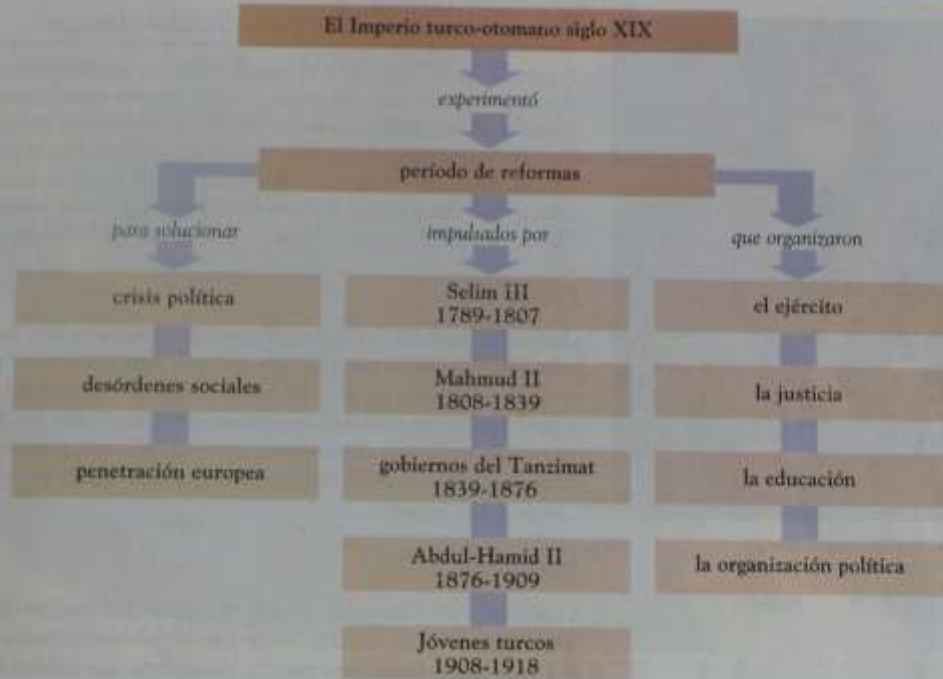 El Imperio turco-otomano siglo XIX
experimentó
período de reformas
para solucionar
crisis política
desórdenes sociales
penetración europea
impulsados por
Selim III
1789-1807
Mahmud II
1808-1839
gobiernos del Tanzimat
1839-1876
Abdul-Hamid II
1876-1909
Jóvenes turcos
1908-1918
que organizaron
el ejército
la justicia
la educación
la organización política